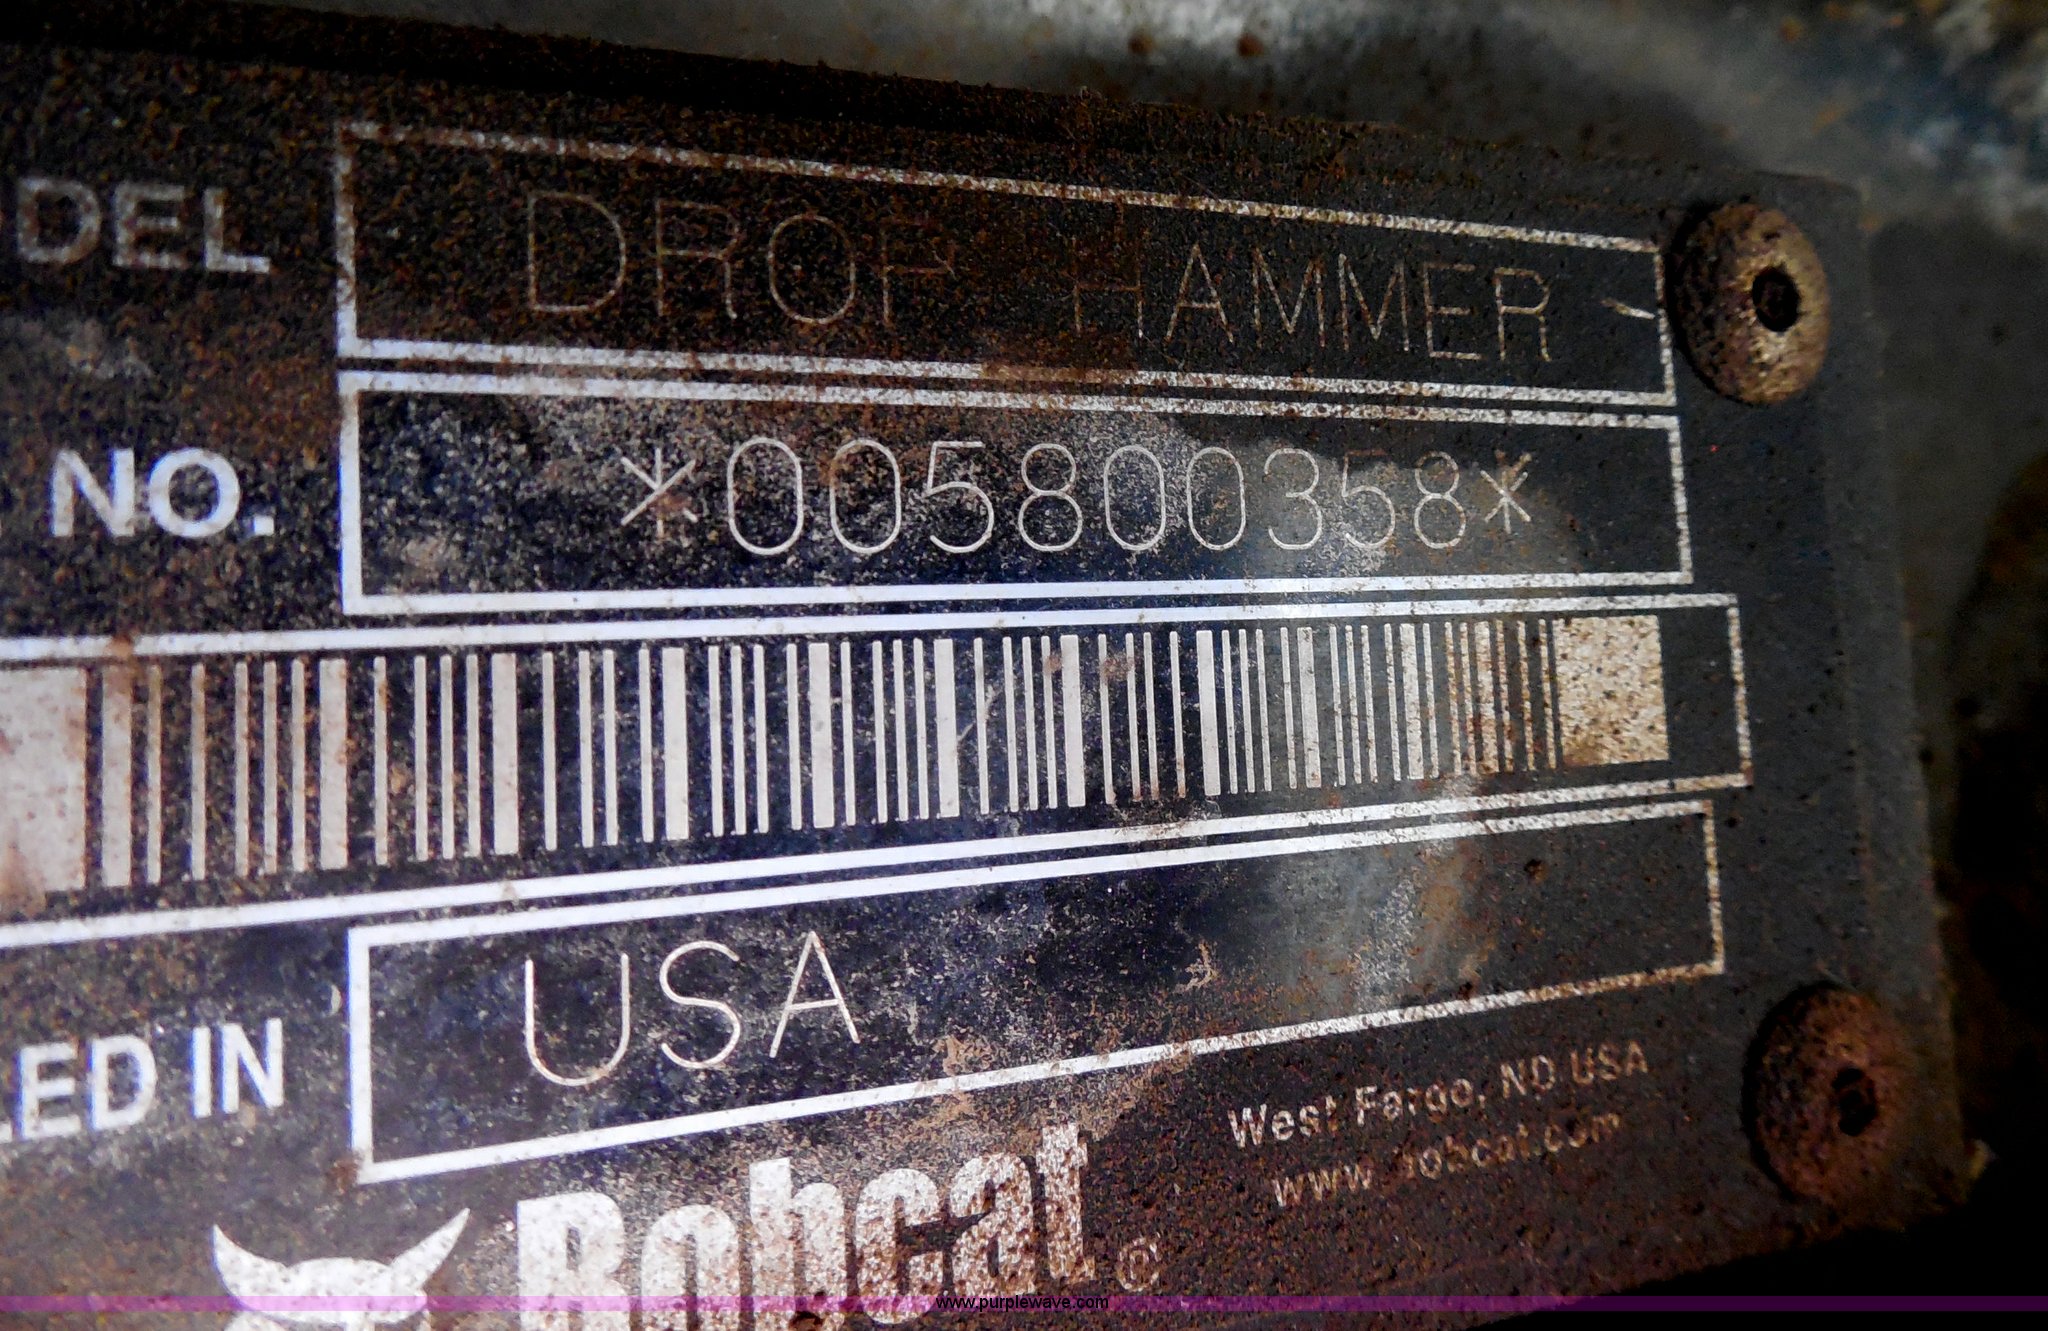 DEL DROP HAMMER
NO. *005800358*
LED IN USA
West Fargo, ND USA
www.bobcat.com
Bobcat ©
www.purplewave.com